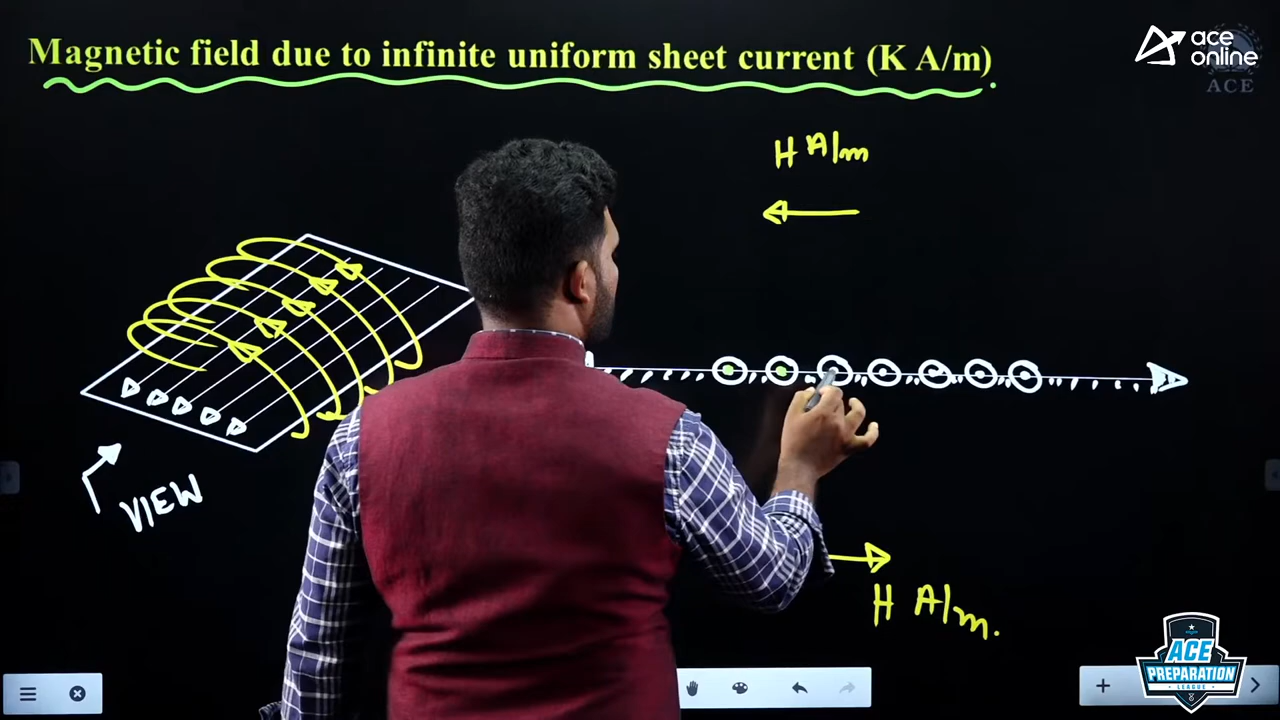 Magnetic field due to infinite uniform sheet current (K A/m)
ace
online
ACE
H A/m
VIEW
H A/m.
ACE
PREPARATION
LEAGUE